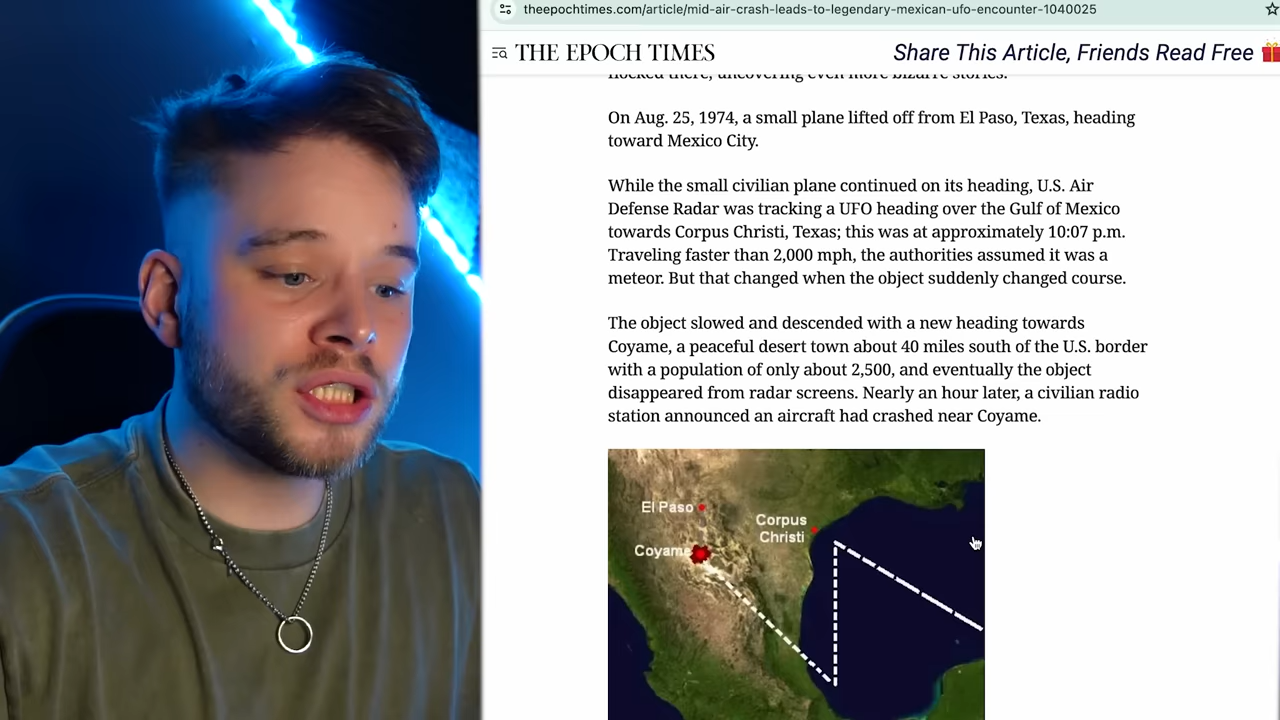 theepochtimes.com/article/mid-air-crash-leads-to-legendary-mexican-ufo-encounter-1040025
THE EPOCH TIMES
Share This Article, Friends Read Free
flocked there, uncovering even more bizarre stories.
On Aug. 25, 1974, a small plane lifted off from El Paso, Texas, heading
toward Mexico City.
While the small civilian plane continued on its heading, U.S. Air
Defense Radar was tracking a UFO heading over the Gulf of Mexico
towards Corpus Christi, Texas; this was at approximately 10:07 p.m.
Traveling faster than 2,000 mph, the authorities assumed it was a
meteor. But that changed when the object suddenly changed course.
The object slowed and descended with a new heading towards
Coyame, a peaceful desert town about 40 miles south of the U.S. border
with a population of only about 2,500, and eventually the object
disappeared from radar screens. Nearly an hour later, a civilian radio
station announced an aircraft had crashed near Coyame.
El Paso
Corpus
Christi
Coyame